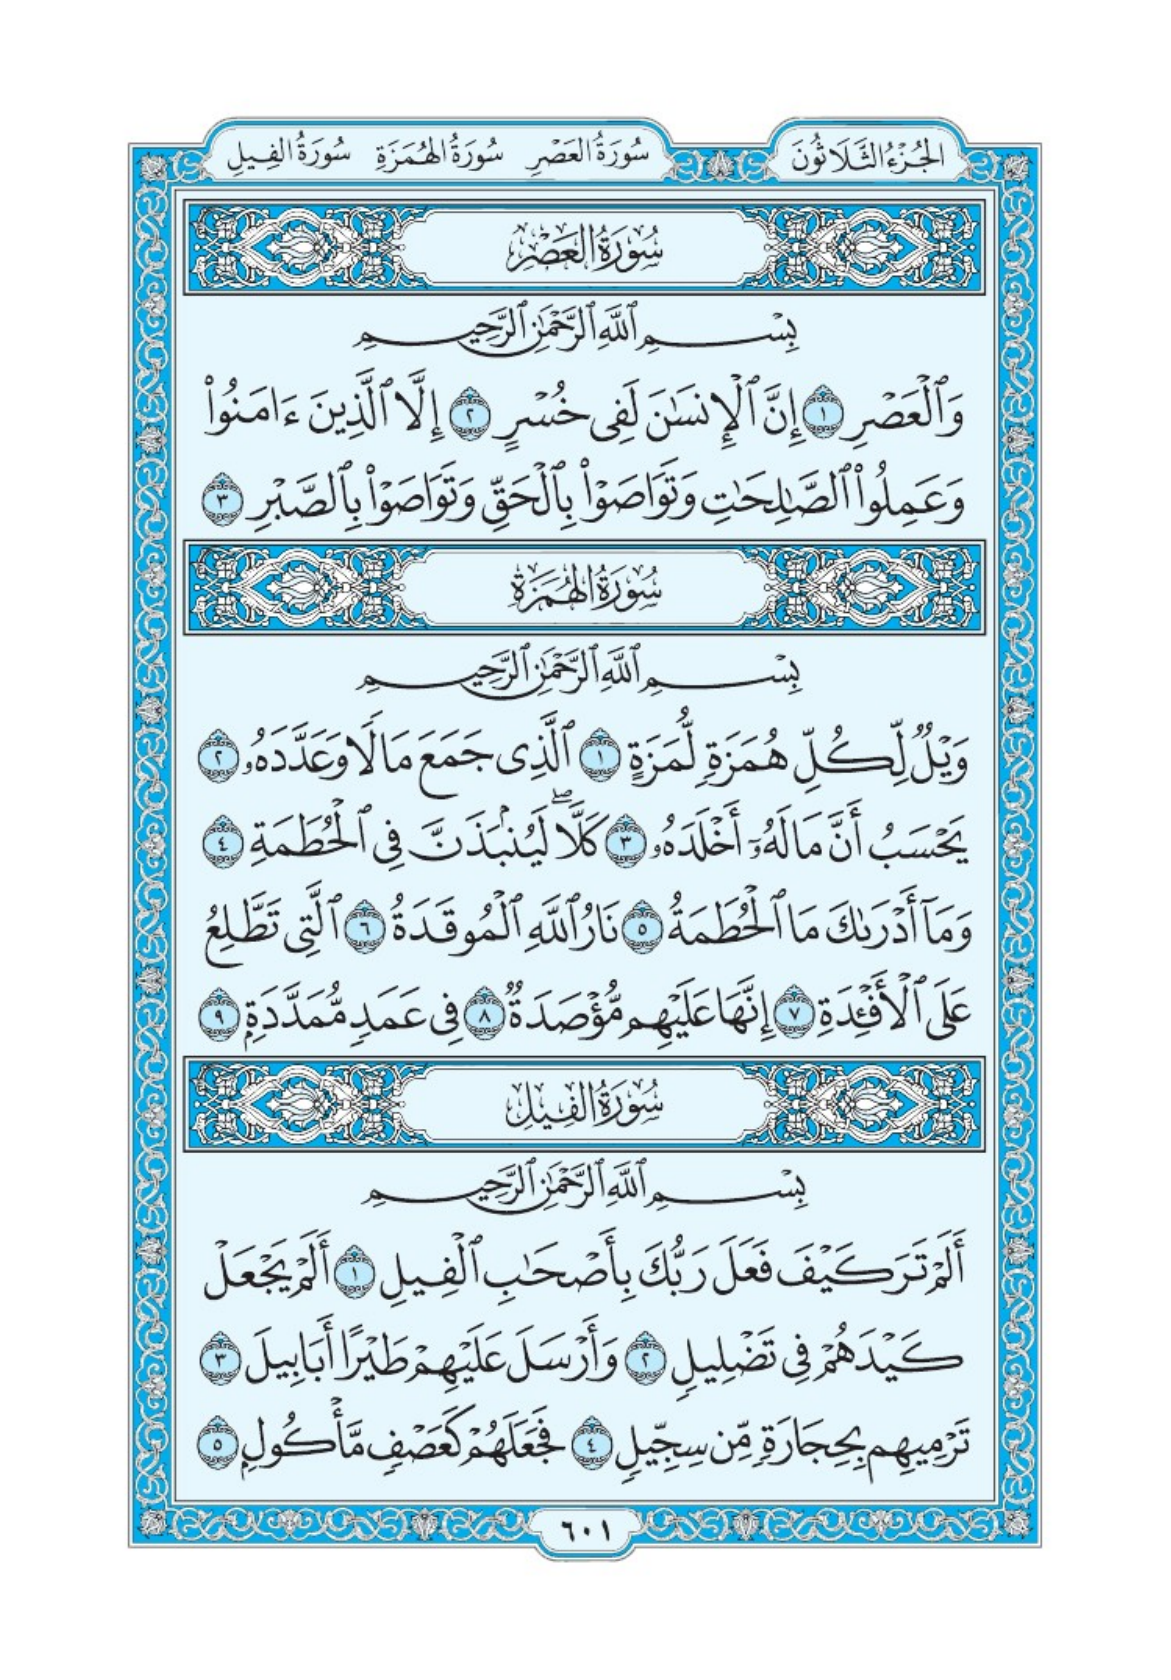 الجُزْءُ الثَّلَاثُونَ سُورَةُ العَصْرِ سُورَةُ الهُمَزَةِ سُورَةُ الفِيلِ
سُورَةُ العَصْرِ
بِسْمِ ٱللَّهِ ٱلرَّحْمَٰنِ ٱلرَّحِيمِ
وَٱلْعَصْرِ ١ إِنَّ ٱلْإِنسَٰنَ لَفِى خُسْرٍ ٢ إِلَّا ٱلَّذِينَ ءَامَنُوا۟
وَعَمِلُوا۟ ٱلصَّٰلِحَٰتِ وَتَوَاصَوْا۟ بِٱلْحَقِّ وَتَوَاصَوْا۟ بِٱلصَّبْرِ ٣
سُورَةُ الهُمَزَةِ
بِسْمِ ٱللَّهِ ٱلرَّحْمَٰنِ ٱلرَّحِيمِ
وَيْلٌ لِّكُلِّ هُمَزَةٍ لُّمَزَةٍ ١ ٱلَّذِى جَمَعَ مَالًا وَعَدَّدَهُۥ ٢
يَحْسَبُ أَنَّ مَالَهُۥٓ أَخْلَدَهُۥ ٣ كَلَّا ۖ لَيُنۢبَذَنَّ فِى ٱلْحُطَمَةِ ٤
وَمَآ أَدْرَىٰكَ مَا ٱلْحُطَمَةُ ٥ نَارُ ٱللَّهِ ٱلْمُوقَدَةُ ٦ ٱلَّتِى تَطَّلِعُ
عَلَى ٱلْأَفْـِٔدَةِ ٧ إِنَّهَا عَلَيْهِم مُّؤْصَدَةٌ ٨ فِى عَمَدٍ مُّمَدَّدَةٍۭ ٩
سُورَةُ الفِيلِ
بِسْمِ ٱللَّهِ ٱلرَّحْمَٰنِ ٱلرَّحِيمِ
أَلَمْ تَرَ كَيْفَ فَعَلَ رَبُّكَ بِأَصْحَٰبِ ٱلْفِيلِ ١ أَلَمْ يَجْعَلْ
كَيْدَهُمْ فِى تَضْلِيلٍ ٢ وَأَرْسَلَ عَلَيْهِمْ طَيْرًا أَبَابِيلَ ٣
تَرْمِيهِم بِحِجَارَةٍ مِّن سِجِّيلٍ ٤ فَجَعَلَهُمْ كَعَصْفٍ مَّأْكُولٍۭ ٥
٦٠١